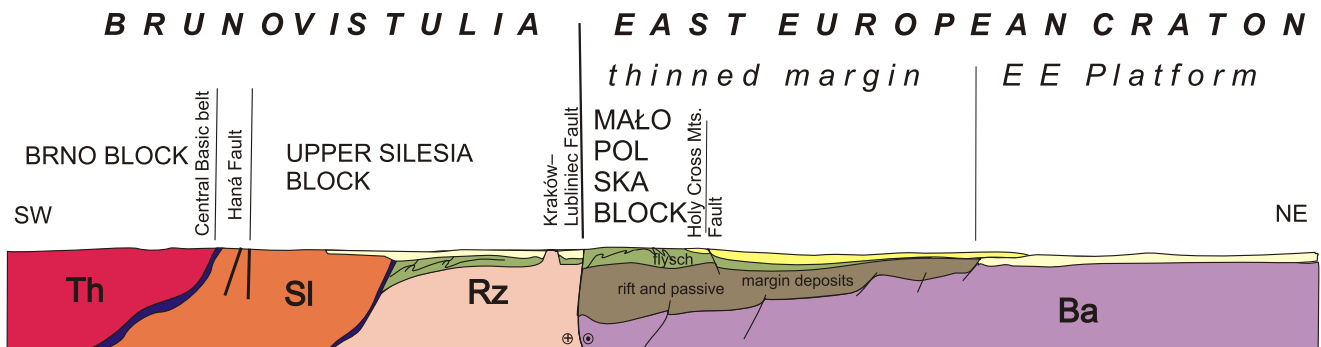 BRUNOVISTULIA
EAST EUROPEAN CRATON
thinned margin
EE Platform
BRNO BLOCK
Central Basic belt
Haná Fault
UPPER SILESIA
BLOCK
Kraków–
Lubliniec Fault
MAŁO
POL
SKA
BLOCK
Holy Cross Mts.
Fault
SW
NE
Th
SI
Rz
flysch
rift and passive
margin deposits
Ba